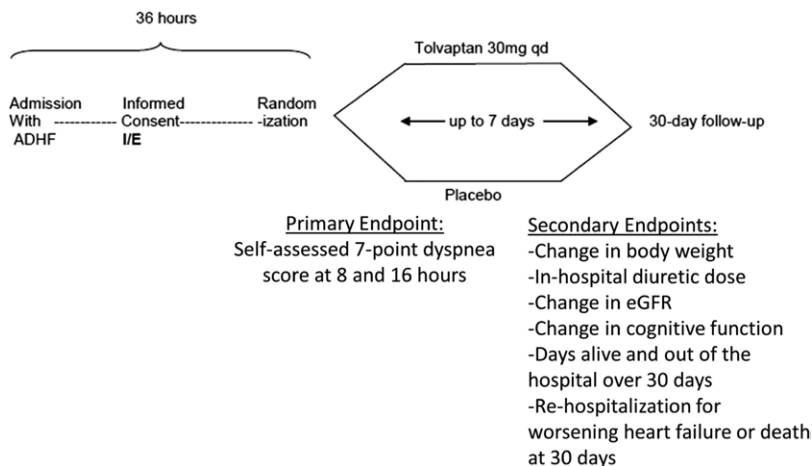 36 hours
Tolvaptan 30mg qd
Admission Informed Random
With ------------ Consent-------------- -ization
ADHF I/E
up to 7 days
30-day follow-up
Placebo
Primary Endpoint:
Self-assessed 7-point dyspnea
score at 8 and 16 hours
Secondary Endpoints:
-Change in body weight
-In-hospital diuretic dose
-Change in eGFR
-Change in cognitive function
-Days alive and out of the
hospital over 30 days
-Re-hospitalization for
worsening heart failure or death
at 30 days